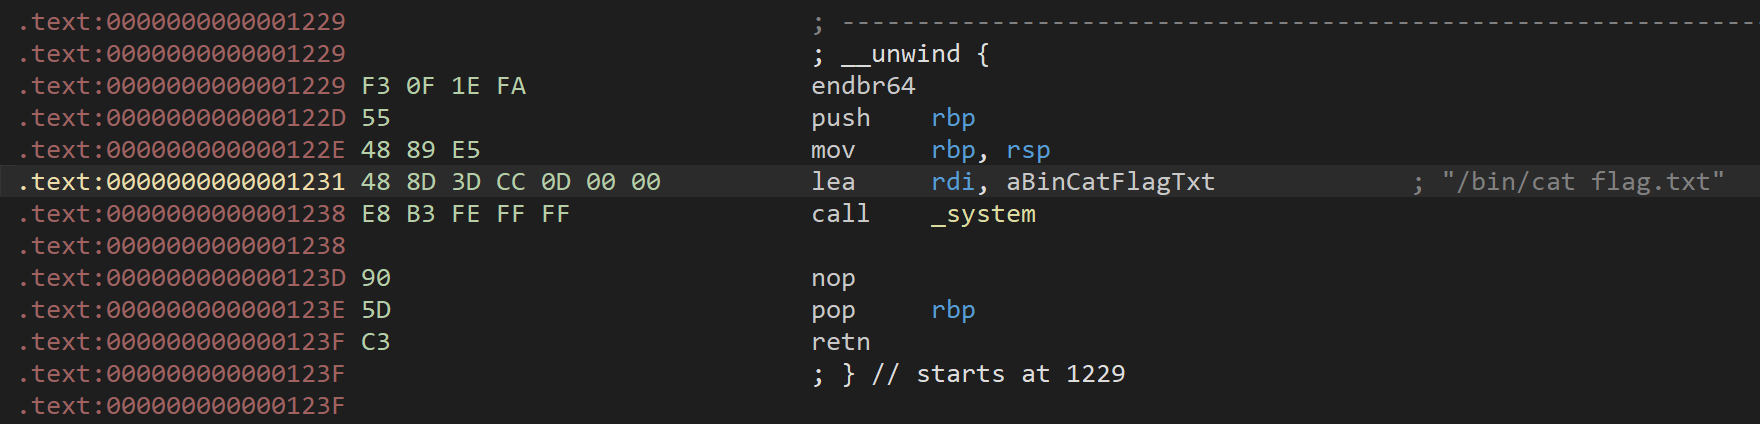 .text:0000000000001229 ; -------------------------------------------------------------
.text:0000000000001229 ; __unwind {
.text:0000000000001229 F3 0F 1E FA endbr64
.text:000000000000122D 55 push rbp
.text:000000000000122E 48 89 E5 mov rbp, rsp
.text:0000000000001231 48 8D 3D CC 0D 00 00 lea rdi, aBinCatFlagTxt ; "/bin/cat flag.txt"
.text:0000000000001238 E8 B3 FE FF FF call _system
.text:0000000000001238
.text:000000000000123D 90 nop
.text:000000000000123E 5D pop rbp
.text:000000000000123F C3 retn
.text:000000000000123F ; } // starts at 1229
.text:000000000000123F